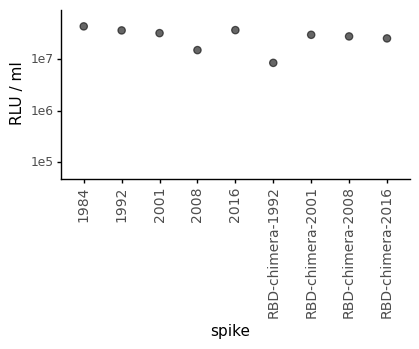 RLU / ml
1e7
1e6
1e5
1984
1992
2001
2008
2016
RBD-chimera-1992
RBD-chimera-2001
RBD-chimera-2008
RBD-chimera-2016
spike